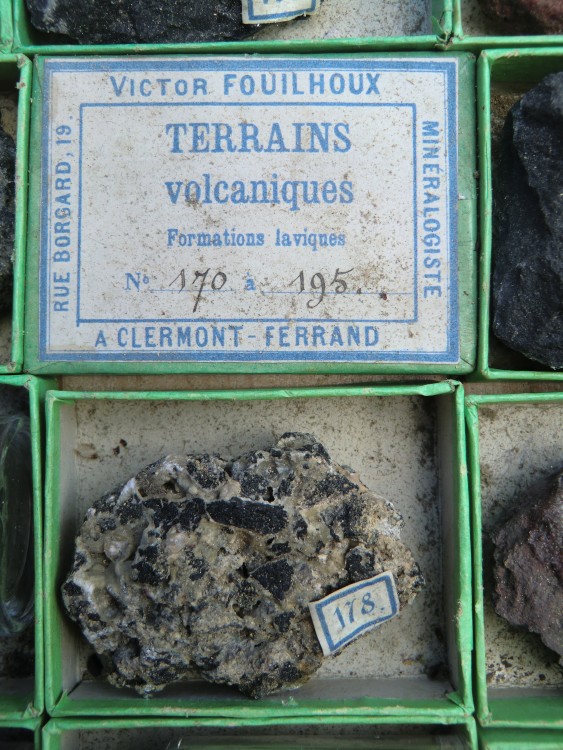 Victor FOUILHOUX
TERRAINS
volcaniques
Formations laviques
No 170 à 195.
RUE BORGARD, 19
MINÉRALOGISTE
A CLERMONT-FERRAND
178.